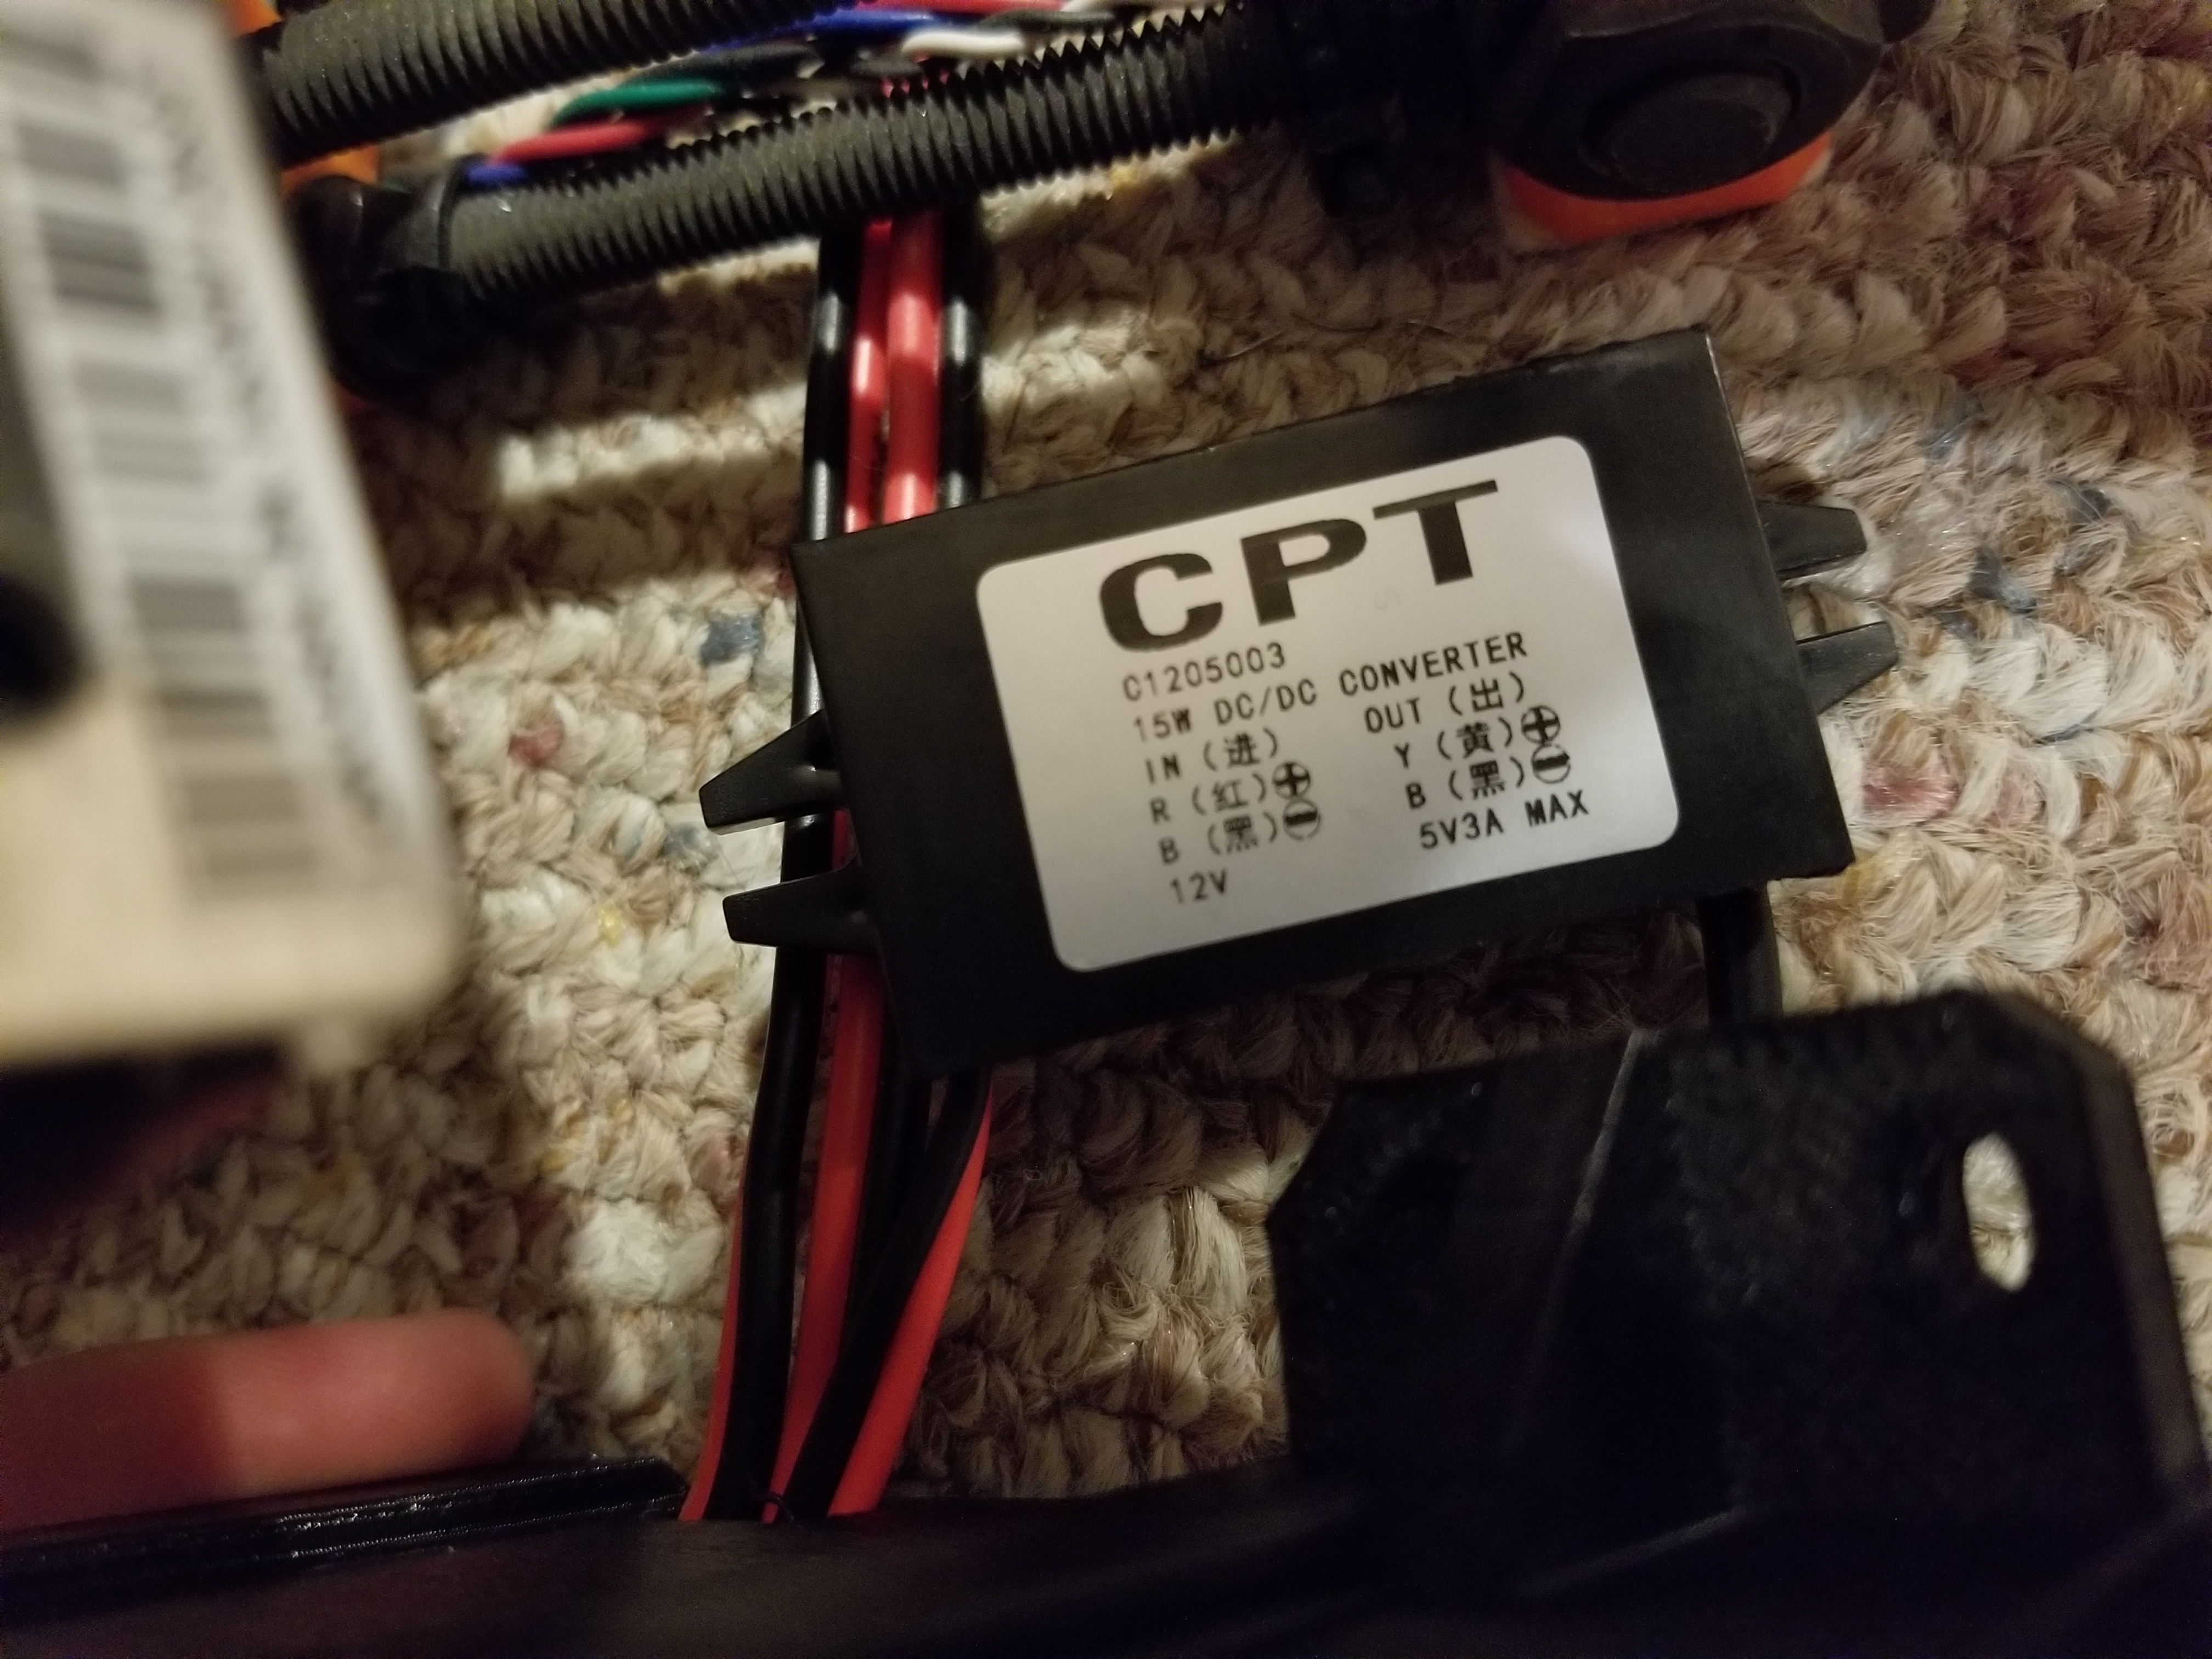 CPT
C1205003
15W DC/DC CONVERTER
IN (进) OUT (出)
R (红)⊕ Y (黄)⊕
B (黑)⊖ B (黑)⊖
12V 5V3A MAX